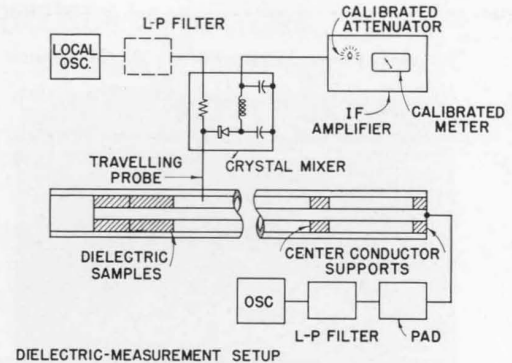 L-P FILTER
LOCAL
OSC.
CALIBRATED
ATTENUATOR
IF
AMPLIFIER
CALIBRATED
METER
CRYSTAL MIXER
TRAVELLING
PROBE
DIELECTRIC
SAMPLES
CENTER CONDUCTOR
SUPPORTS
OSC
L-P FILTER
PAD
DIELECTRIC-MEASUREMENT SETUP